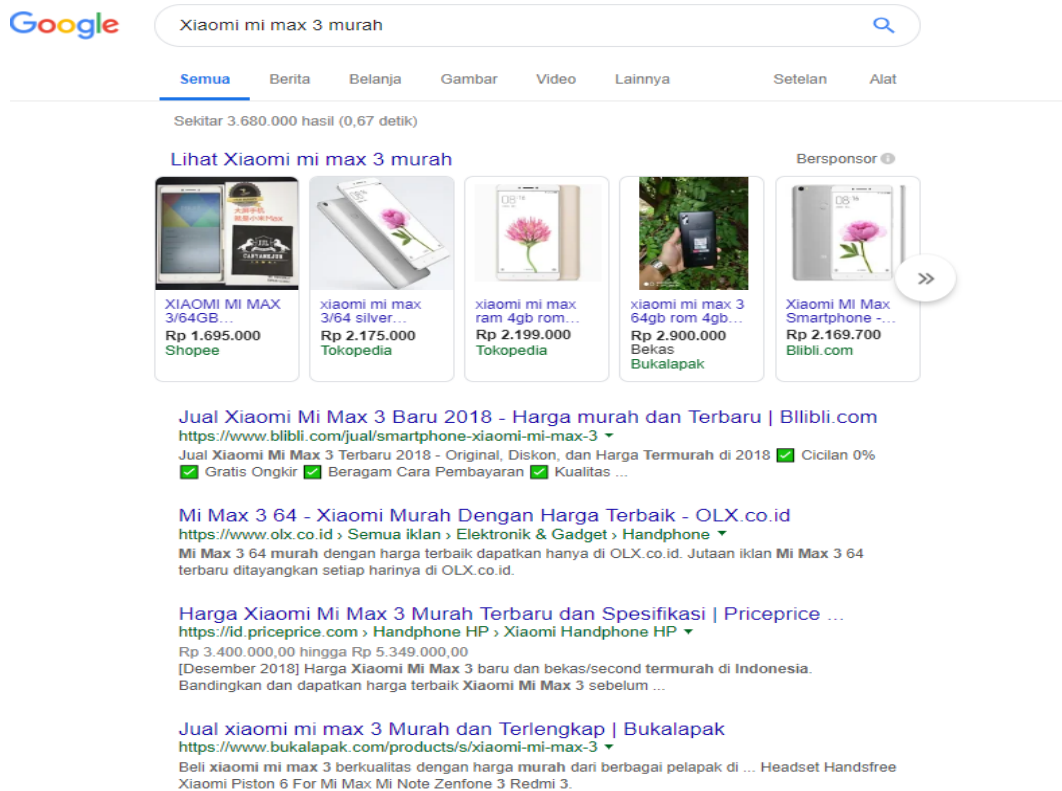 Google
Xiaomi mi max 3 murah
Semua Berita Belanja Gambar Video Lainnya Setelan Alat
Sekitar 3.680.000 hasil (0,67 detik)
Lihat Xiaomi mi max 3 murah
Bersponsor
XIAOMI MI MAX
3/64GB...
Rp 1.695.000
Shopee
xiaomi mi max
3/64 silver...
Rp 2.175.000
Tokopedia
xiaomi mi max
ram 4gb rom...
Rp 2.199.000
Tokopedia
xiaomi mi max 3
64gb rom 4gb...
Rp 2.900.000
Bekas
Bukalapak
Xiaomi MI Max
Smartphone -...
Rp 2.169.700
Blibli.com
Jual Xiaomi Mi Max 3 Baru 2018 - Harga murah dan Terbaru | Bllibli.com
https://www.blibli.com/jual/smartphone-xiaomi-mi-max-3
Jual Xiaomi Mi Max 3 Terbaru 2018 - Original, Diskon, dan Harga Termurah di 2018 ✅ Cicilan 0%
✅ Gratis Ongkir ✅ Beragam Cara Pembayaran ✅ Kualitas ...
Mi Max 3 64 - Xiaomi Murah Dengan Harga Terbaik - OLX.co.id
https://www.olx.co.id › Semua iklan › Elektronik & Gadget › Handphone
Mi Max 3 64 murah dengan harga terbaik dapatkan hanya di OLX.co.id. Jutaan iklan Mi Max 3 64
terbaru ditayangkan setiap harinya di OLX.co.id.
Harga Xiaomi Mi Max 3 Murah Terbaru dan Spesifikasi | Priceprice ...
https://id.priceprice.com › Handphone HP › Xiaomi Handphone HP
Rp 3.400.000,00 hingga Rp 5.349.000,00
[Desember 2018] Harga Xiaomi Mi Max 3 baru dan bekas/second termurah di Indonesia.
Bandingkan dan dapatkan harga terbaik Xiaomi Mi Max 3 sebelum ...
Jual xiaomi mi max 3 Murah dan Terlengkap | Bukalapak
https://www.bukalapak.com/products/s/xiaomi-mi-max-3
Beli xiaomi mi max 3 berkualitas dengan harga murah dari berbagai pelapak di ... Headset Handsfree
Xiaomi Piston 6 For Mi Max Mi Note Zenfone 3 Redmi 3.